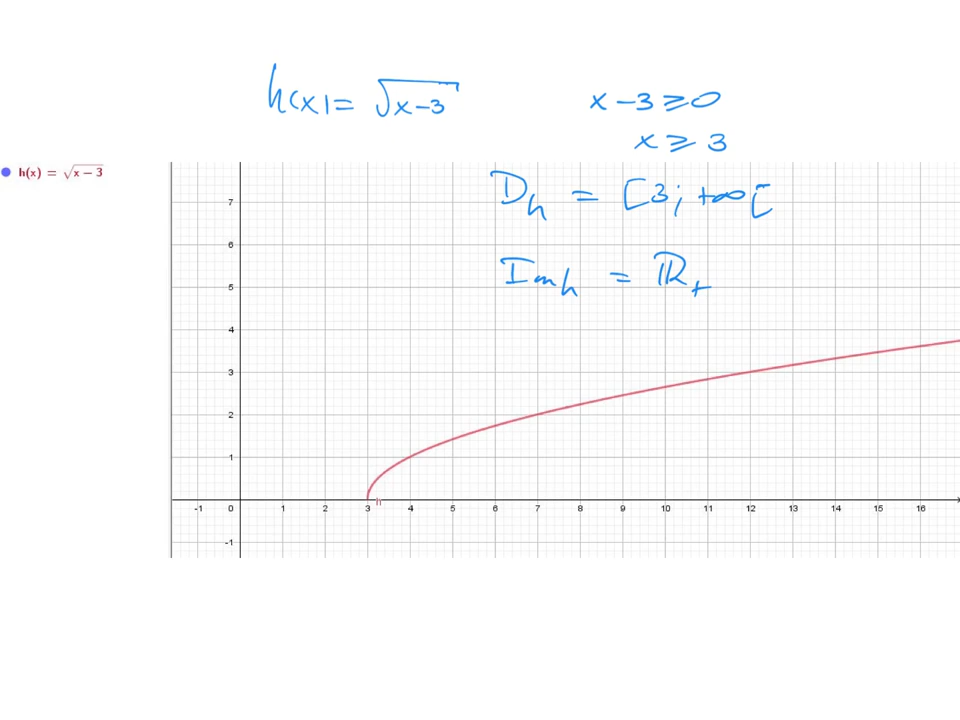 h(x) = √x-3
x-3 ≥ 0
x ≥ 3
h(x) = √x − 3
D_h = [3; +∞[
Im_h = ℝ_+
7
6
5
4
3
2
1
-1
-1 0 1 2 3 4 5 6 7 8 9 10 11 12 13 14 15 16
h